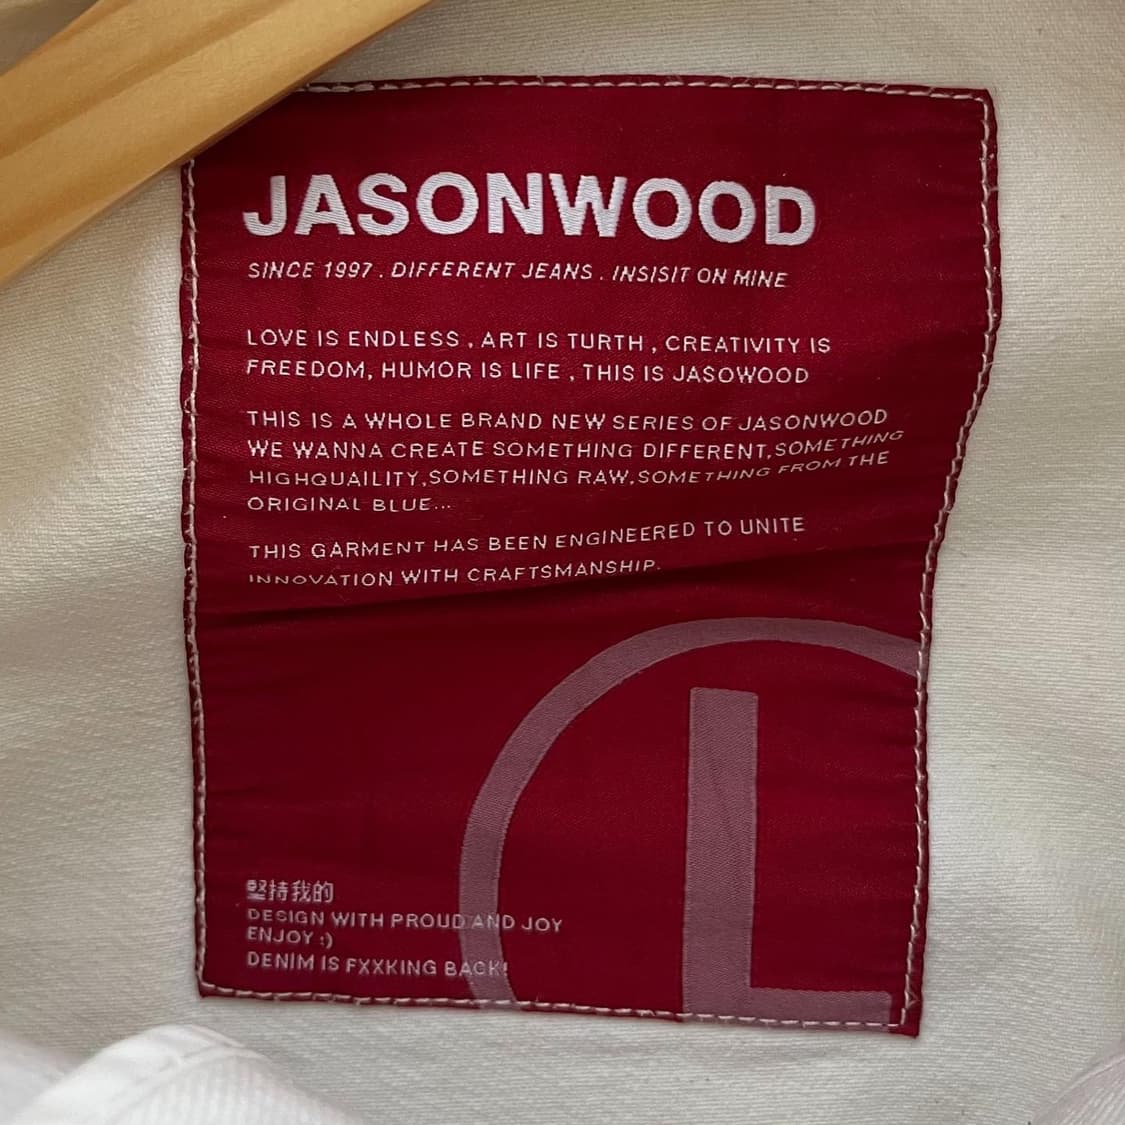 JASONWOOD
SINCE 1997 . DIFFERENT JEANS . INSISIT ON MINE
LOVE IS ENDLESS , ART IS TURTH , CREATIVITY IS
FREEDOM, HUMOR IS LIFE , THIS IS JASOWOOD
THIS IS A WHOLE BRAND NEW SERIES OF JASONWOOD
WE WANNA CREATE SOMETHING DIFFERENT,SOMETHING
HIGHQUAILITY,SOMETHING RAW,SOMETHING FROM THE
ORIGINAL BLUE...
THIS GARMENT HAS BEEN ENGINEERED TO UNITE
INNOVATION WITH CRAFTSMANSHIP.
L
堅持我的
DESIGN WITH PROUD AND JOY
ENJOY :)
DENIM IS FXXKING BACK!